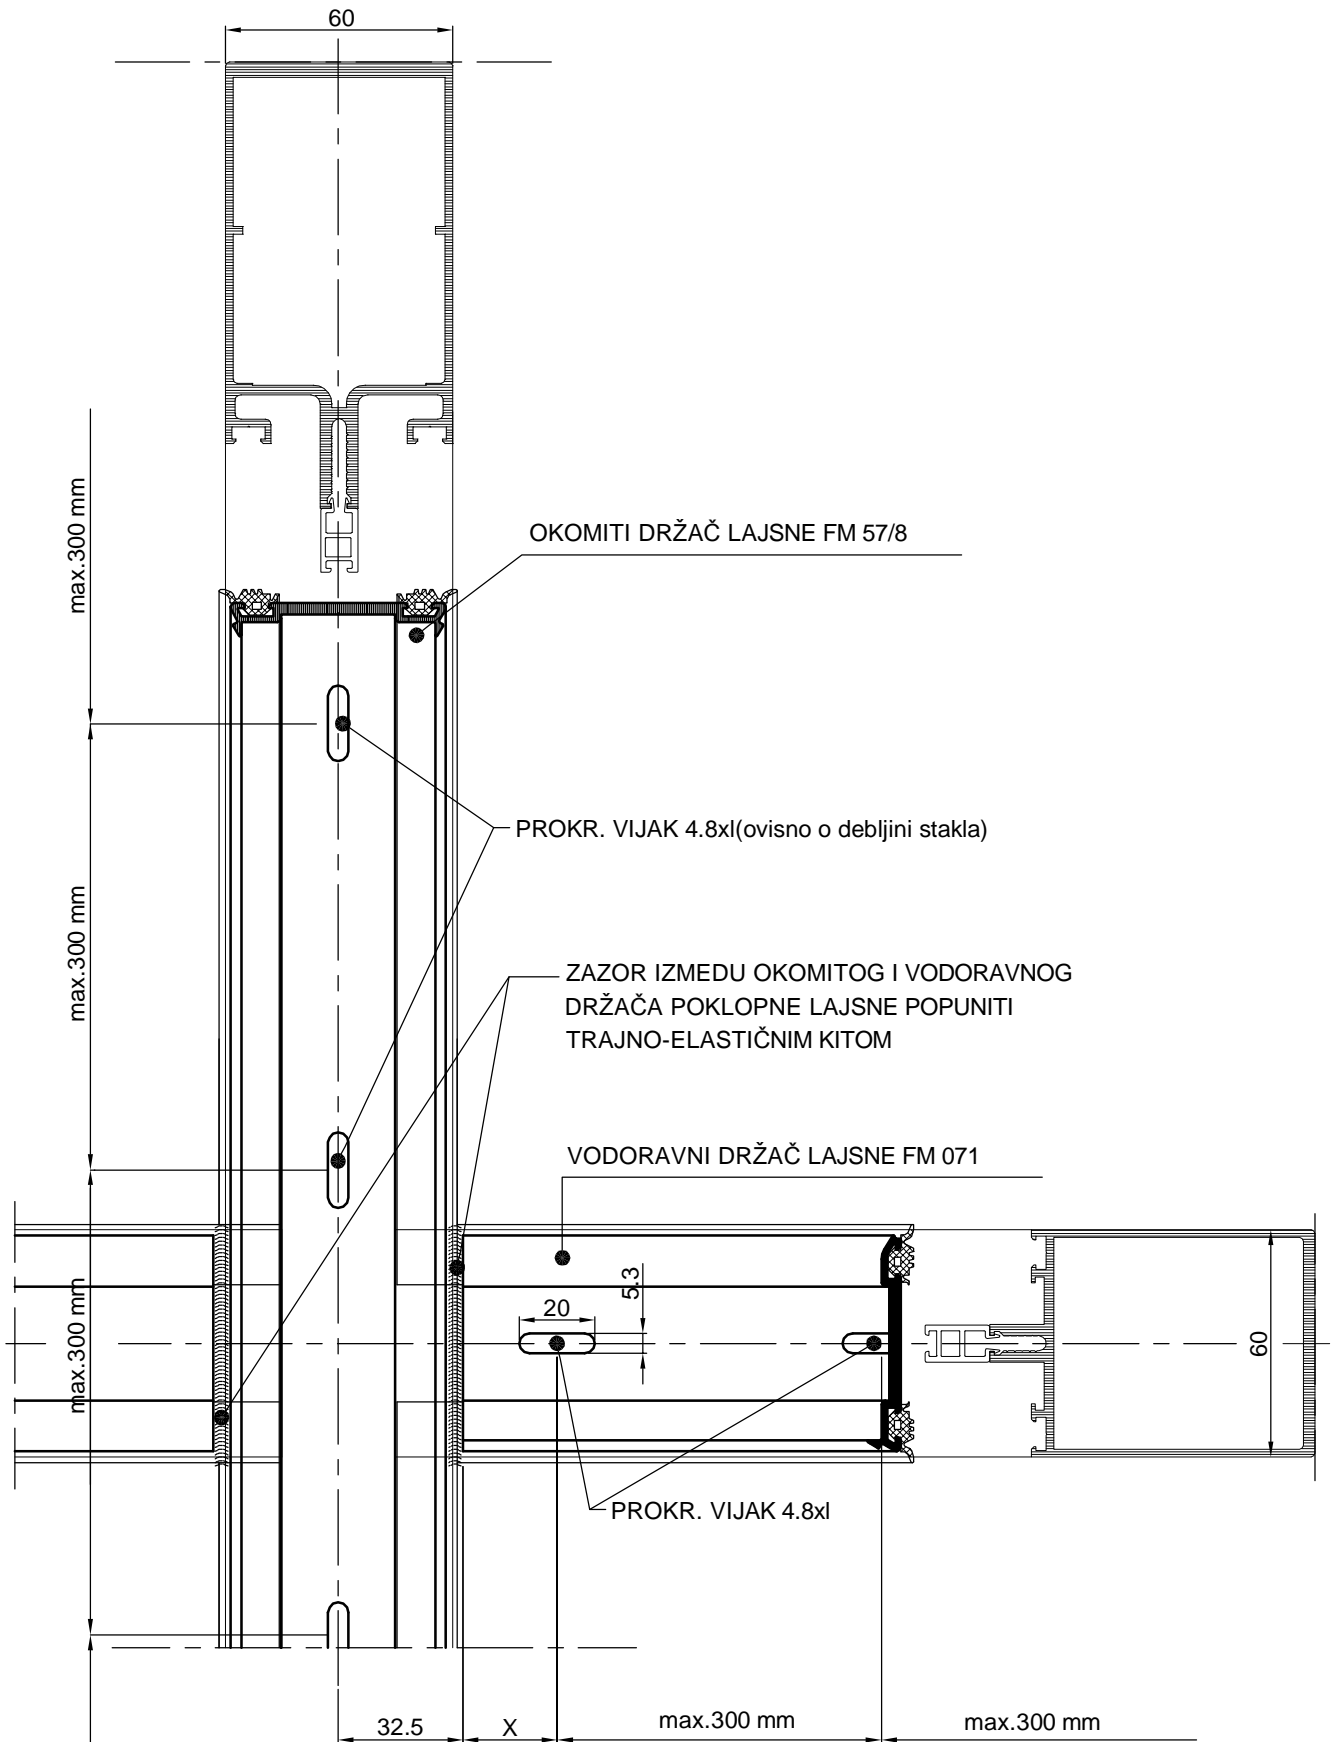 60
max.300 mm
OKOMITI DRŽAČ LAJSNE FM 57/8
PROKR. VIJAK 4.8xl(ovisno o debljini stakla)
max.300 mm
ZAZOR IZMEDU OKOMITOG I VODORAVNOG
DRŽAČA POKLOPNE LAJSNE POPUNITI
TRAJNO-ELASTIČNIM KITOM
VODORAVNI DRŽAČ LAJSNE FM 071
max.300 mm
20
5.3
60
PROKR. VIJAK 4.8xl
32.5
X
max.300 mm
max.300 mm